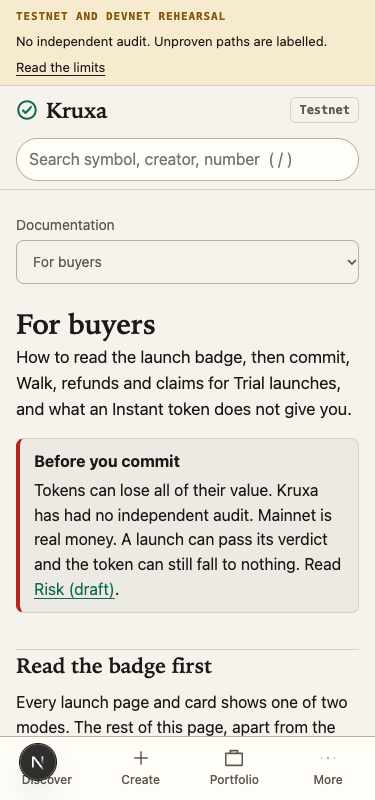 TESTNET AND DEVNET REHEARSAL
No independent audit. Unproven paths are labelled.
Read the limits
Kruxa
Testnet
Search symbol, creator, number ( / )
Documentation
For buyers
For buyers
How to read the launch badge, then commit,
Walk, refunds and claims for Trial launches,
and what an Instant token does not give you.
Before you commit
Tokens can lose all of their value. Kruxa
has had no independent audit. Mainnet is
real money. A launch can pass its verdict
and the token can still fall to nothing. Read
Risk (draft).
Read the badge first
Every launch page and card shows one of two
modes. The rest of this page, apart from the
N
Discover
Create
Portfolio
More